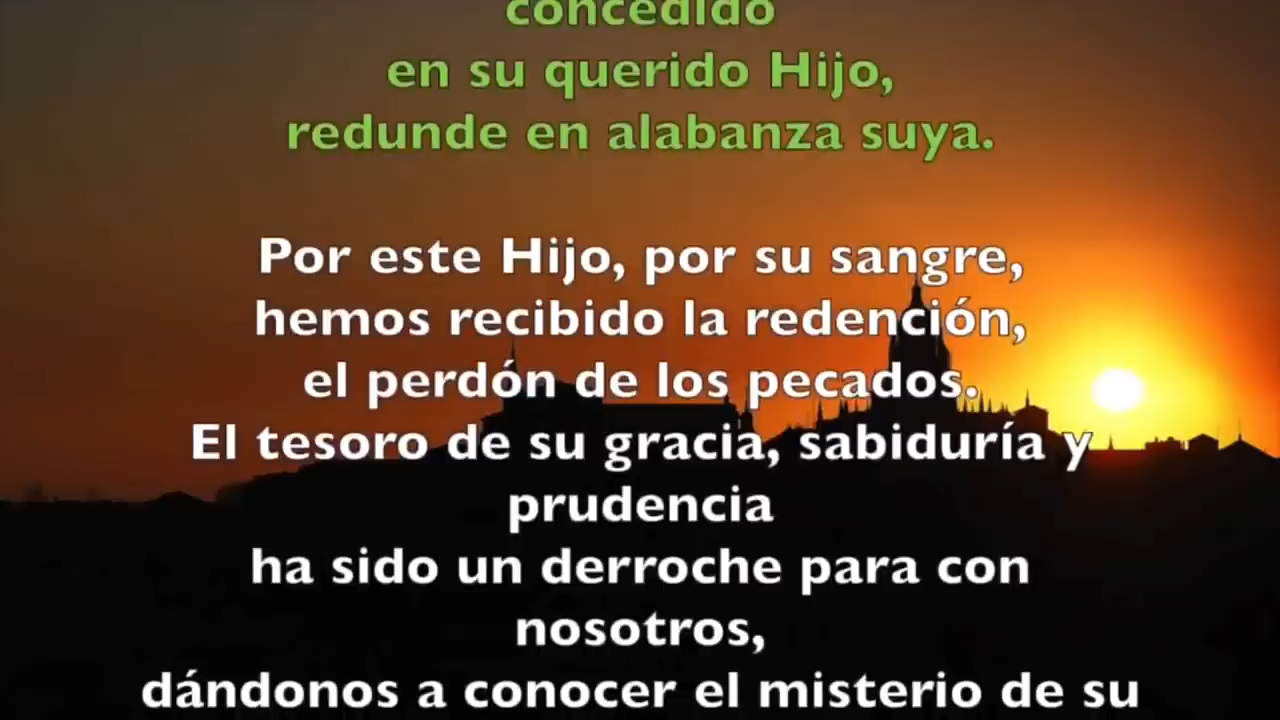 concedido
en su querido Hijo,
redunde en alabanza suya.
Por este Hijo, por su sangre,
hemos recibido la redención,
el perdón de los pecados.
El tesoro de su gracia, sabiduría y
prudencia
ha sido un derroche para con
nosotros,
dándonos a conocer el misterio de su